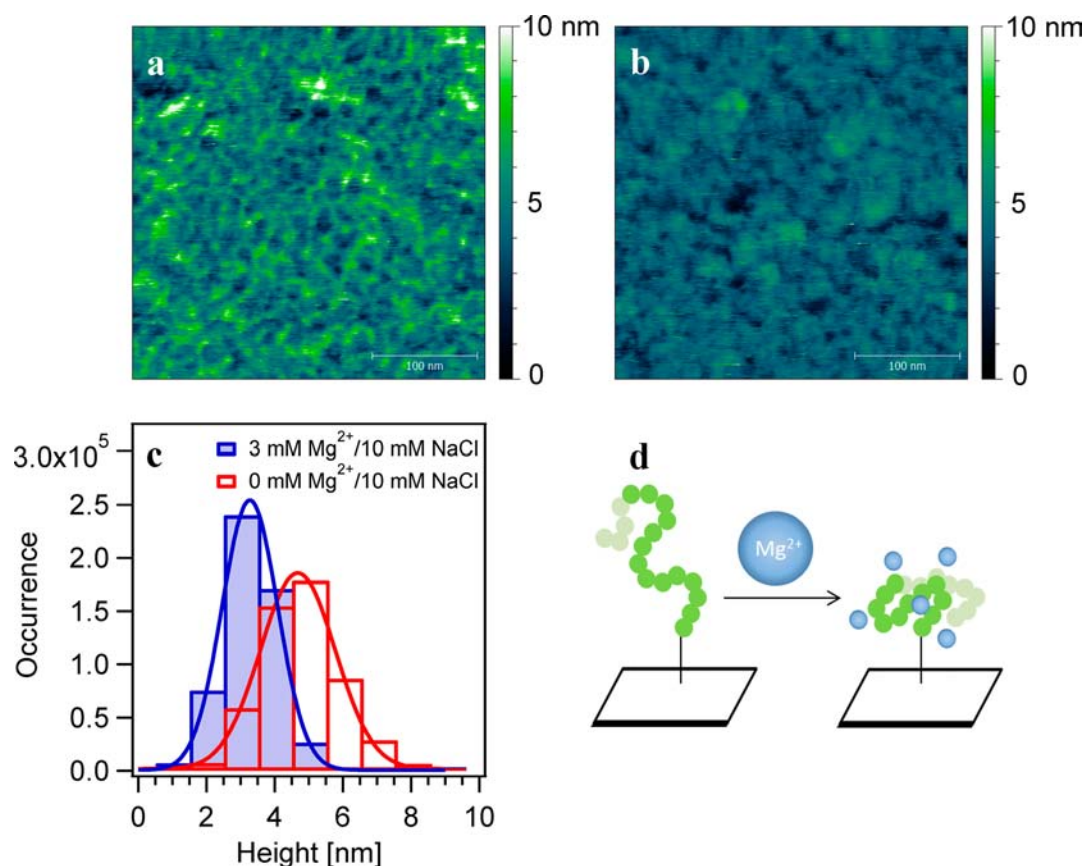 a
10 nm
5
0
100 nm
b
10 nm
5
0
100 nm
c
3.0x10⁵
2.5
2.0
1.5
1.0
0.5
0.0
Occurrence
3 mM Mg²⁺/10 mM NaCl
0 mM Mg²⁺/10 mM NaCl
0 2 4 6 8 10
Height [nm]
d
Mg²⁺